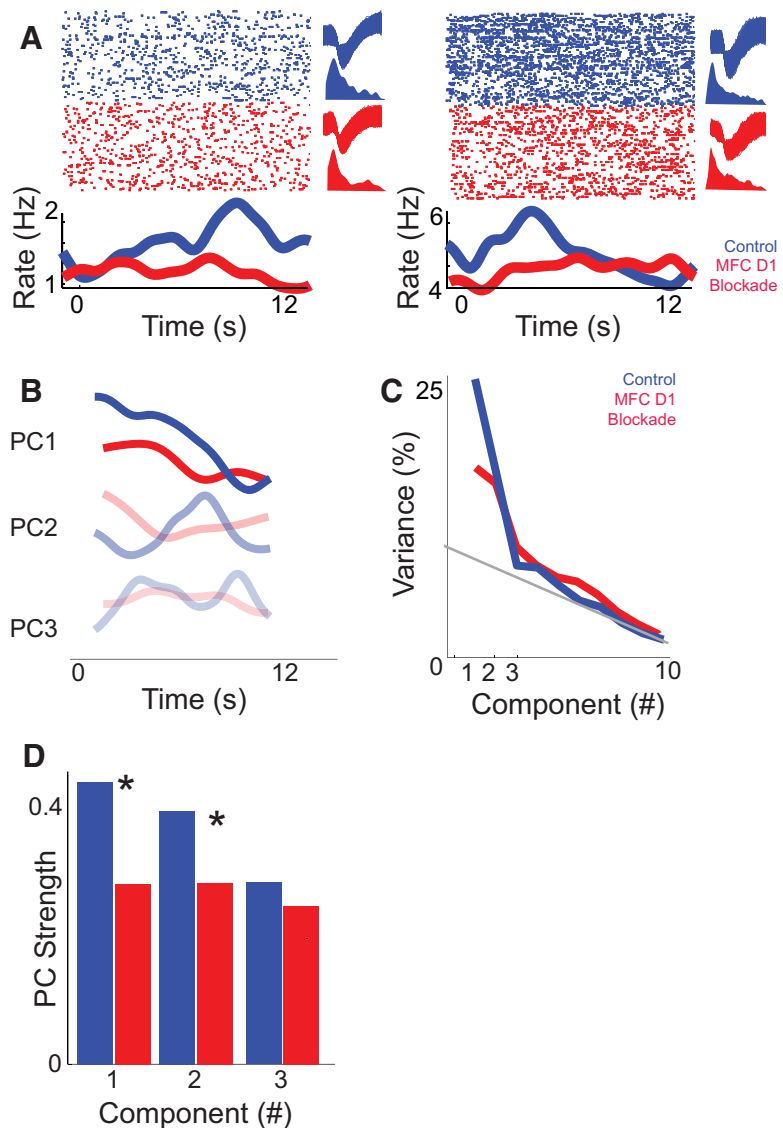 A
2
1
Rate (Hz)
0
12
Time (s)
6
4
Rate (Hz)
0
12
Time (s)
Control
MFC D1
Blockade
B
PC1
PC2
PC3
0
12
Time (s)
C
25
0
Variance (%)
1
2
3
10
Component (#)
Control
MFC D1
Blockade
D
0.4
0
PC Strength
*
*
1
2
3
Component (#)